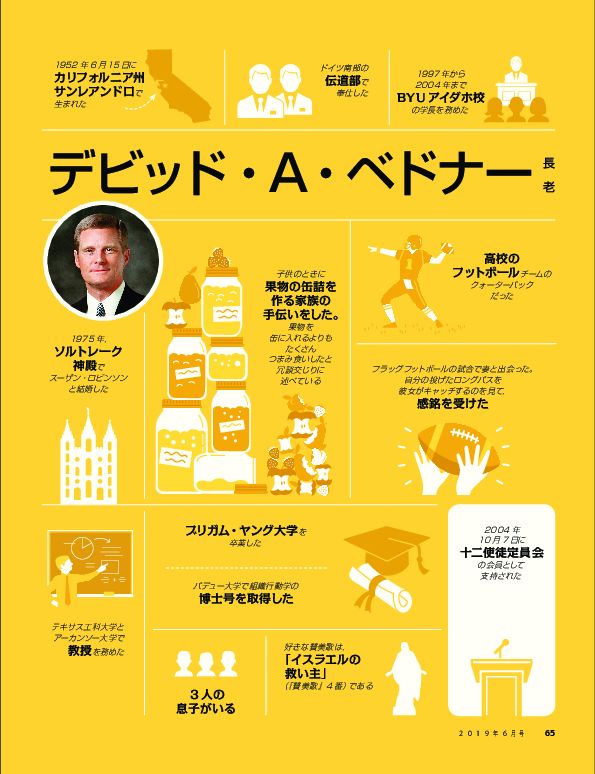 1952年6月15日に
カリフォルニア州
サンレアンドロで
生まれた
ドイツ南部の
伝道部で
奉仕した
1997年から
2004年まで
BYUアイダホ校
の学長を務めた
デビッド・A・ベドナー長老
1975年,
ソルトレーク
神殿で
スーザン・ロビンソン
と結婚した
子供のときに
果物の缶詰を
作る家族の
手伝いをした。
果物を
缶に入れるよりも
たくさん
つまみ食いしたと
冗談交じりに
述べている
高校の
フットボールチームの
クォーターバック
だった
フラッグフットボールの試合で妻と出会った。
自分の投げたロングパスを
彼女がキャッチするのを見て,
感銘を受けた
テキサス工科大学と
アーカンソー大学で
教授を務めた
ブリガム・ヤング大学を
卒業した
パデュー大学で組織行動学の
博士号を取得した
3人の
息子がいる
好きな賛美歌は,
「イスラエルの
救い主」
(『賛美歌』4番)である
2004年
10月7日に
十二使徒定員会
の会員として
支持された
2019年6月号 65